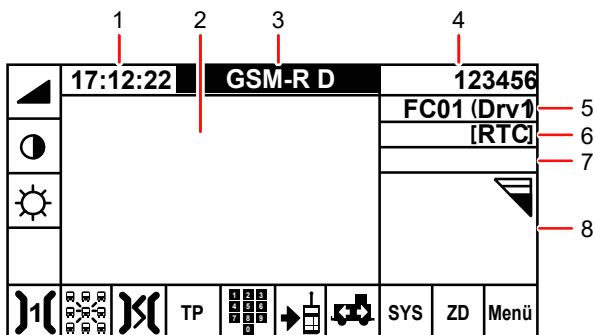 1 2 3 4
17:12:22 GSM-R D 123456
FC01 (Drv1) 5
[RTC] 6
7
8
1 TP 1 2 3 4 5 6 7 8 9 0 SYS ZD Menü